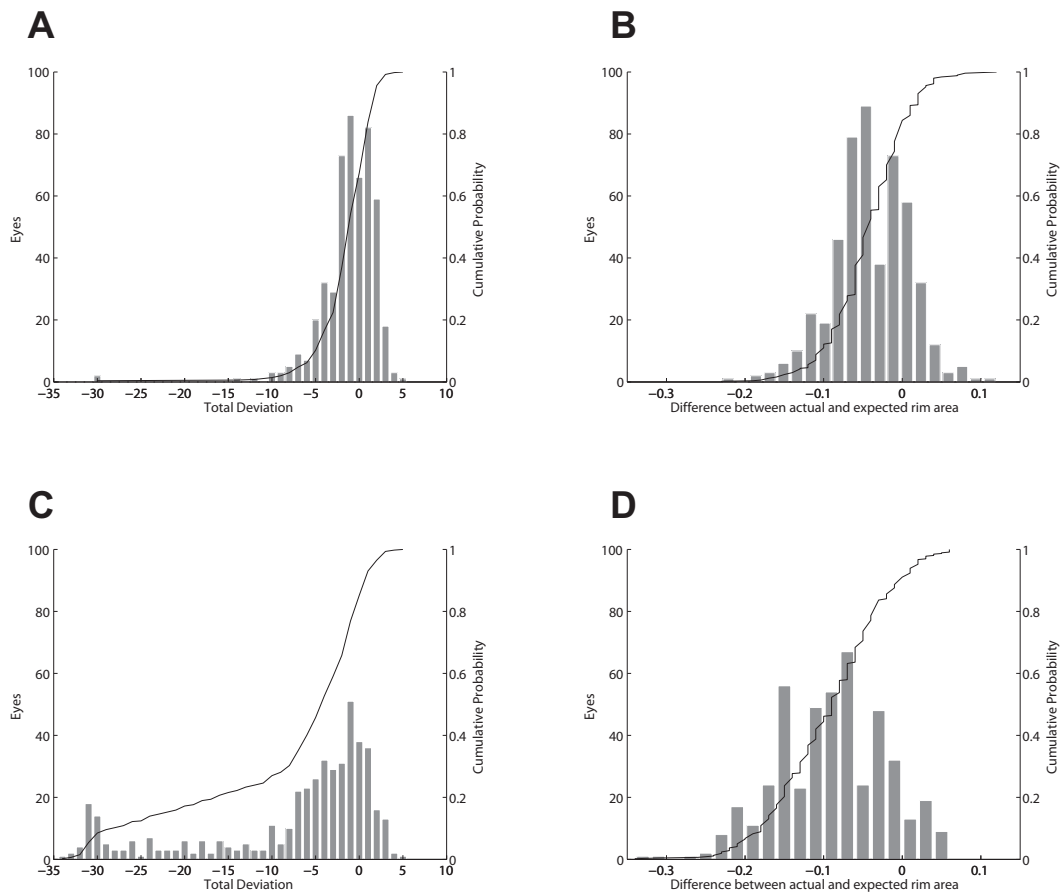 A
B
100
80
60
40
20
0
Eyes
1
0.8
0.6
0.4
0.2
0
Cumulative Probability
−35 −30 −25 −20 −15 −10 −5 0 5 10
Total Deviation
100
80
60
40
20
0
Eyes
1
0.8
0.6
0.4
0.2
0
Cumulative Probability
−0.3 −0.2 −0.1 0 0.1
Difference between actual and expected rim area
C
D
100
80
60
40
20
0
Eyes
1
0.8
0.6
0.4
0.2
0
Cumulative Probability
−35 −30 −25 −20 −15 −10 −5 0 5 10
Total Deviation
100
80
60
40
20
0
Eyes
1
0.8
0.6
0.4
0.2
0
Cumulative Probability
−0.3 −0.2 −0.1 0 0.1
Difference between actual and expected rim area